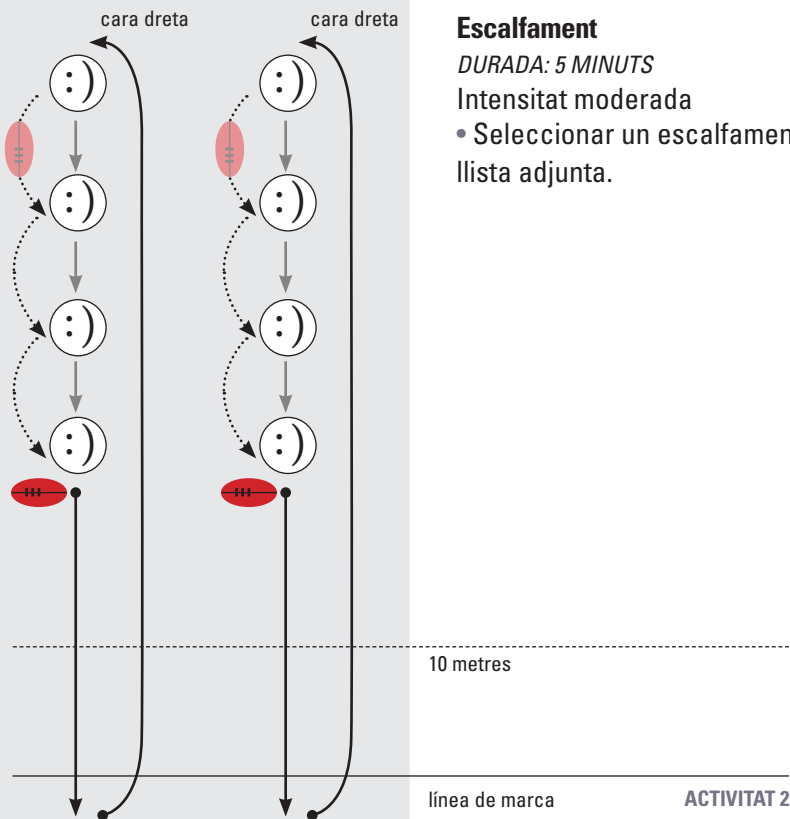 cara dreta
cara dreta
Escalfament
DURADA: 5 MINUTS
Intensitat moderada
• Seleccionar un
llista adjunta.
10 metres
línea de marca
ACTIVITAT 2